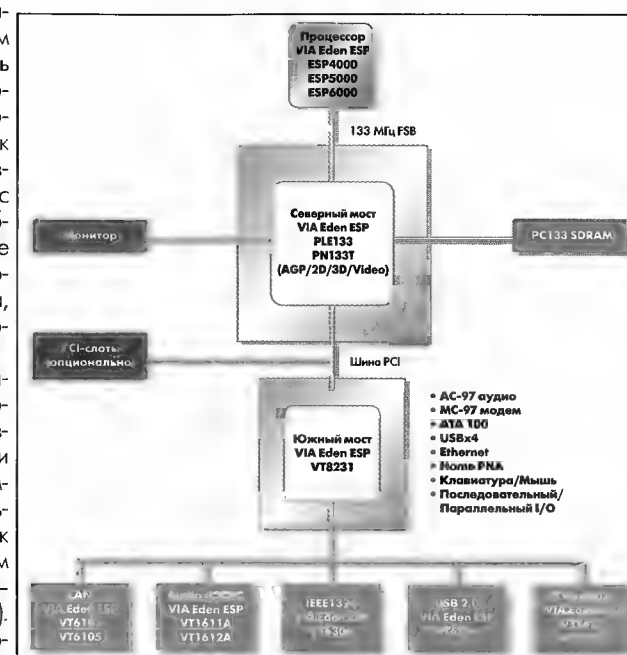 Процессор
VIA Eden ESP
ESP4000
ESP5000
ESP6000
133 МГц FSB
Северный мост
VIA Eden ESP
PLE133
PN133T
(AGP/2D/3D/Video)
Монитор
PC133 SDRAM
PCI-слоты
опционально
Шина PCI
Южный мост
VIA Eden ESP
VT8231
• AC-97 аудио
• MC-97 модем
• ATA 100
• USBx4
• Ethernet
• Home PNA
• Клавиатура/Мышь
• Последовательный/
Параллельный I/O
LAN
VIA Eden ESP
VT6105
VIA Eden ESP
VT1611A
VT1612A
IEEE1394
USB 2.0
VIA Eden ESP